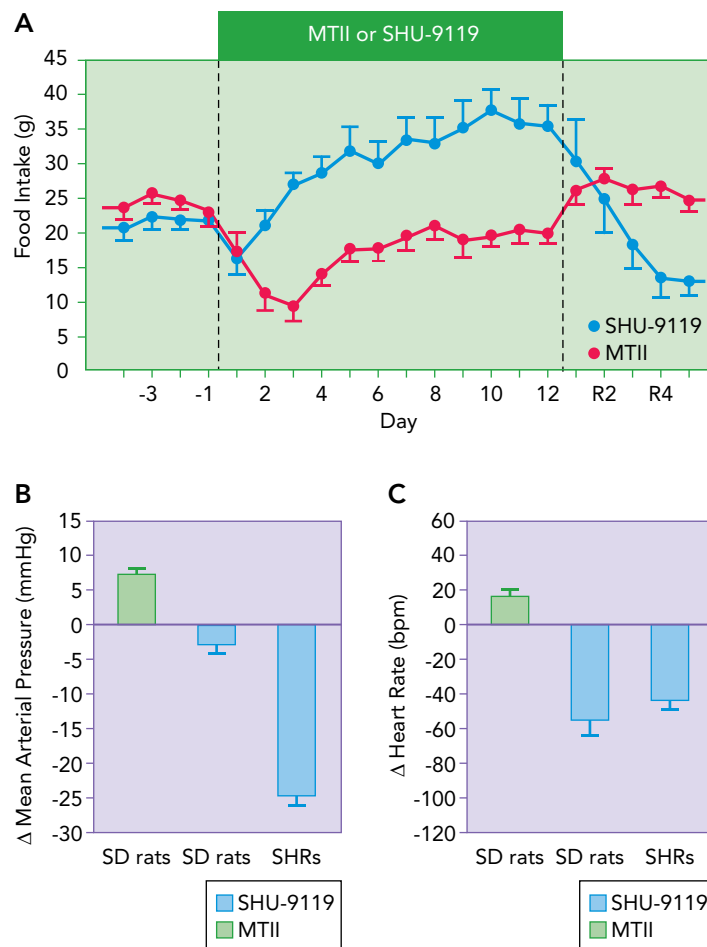 A
MTII or SHU-9119
45
40
35
30
25
20
15
10
5
0
Food Intake (g)
SHU-9119
MTII
-3 -1 2 4 6 8 10 12 R2 R4
Day
B
15
10
5
0
-5
-10
-15
-20
-25
-30
Δ Mean Arterial Pressure (mmHg)
SD rats SD rats SHRs
SHU-9119
MTII
C
60
40
20
0
-20
-40
-60
-80
-100
-120
Δ Heart Rate (bpm)
SD rats SD rats SHRs
SHU-9119
MTII